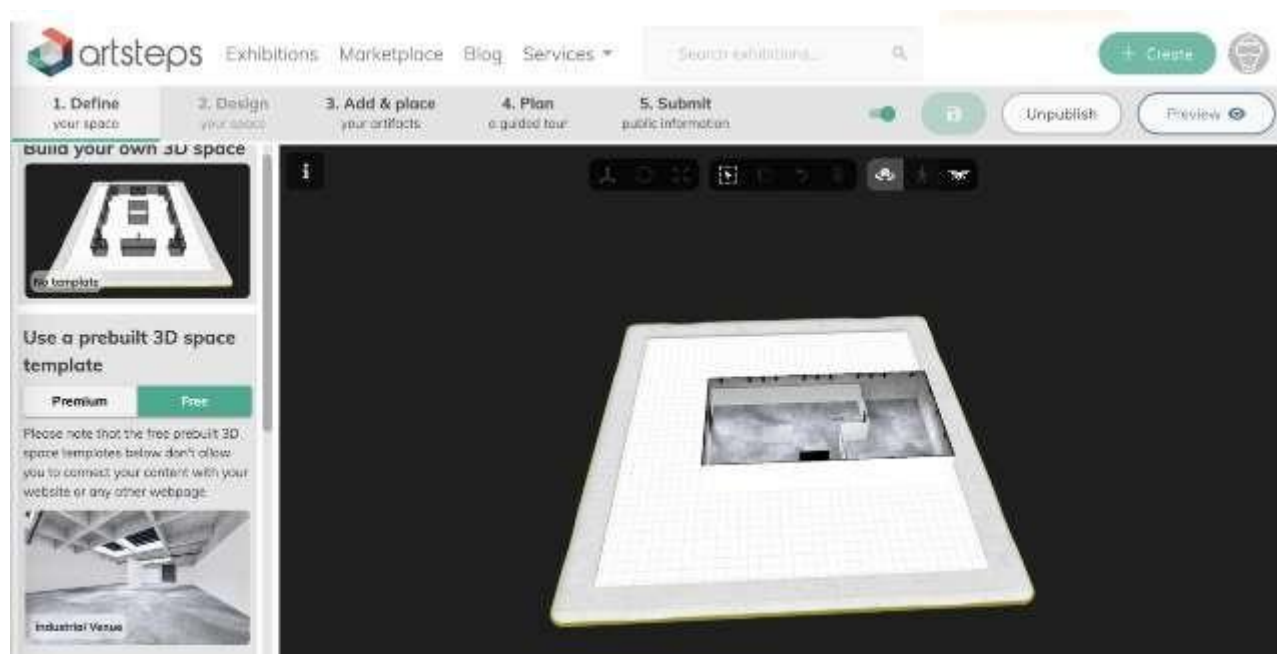 artsteps
Exhibitions Marketplace Blog Services
Search exhibitions...
+ Create
1. Define
your space
2. Design
your space
3. Add & place
your artifacts
4. Plan
a guided tour
5. Submit
public information
Unpublish
Preview
Build your own 3D space
No template
Use a prebuilt 3D space
template
Premium
Free
Please note that the free prebuilt 3D
space templates below don't allow
you to connect your content with your
website or any other webpage.
Industrial Venue
i